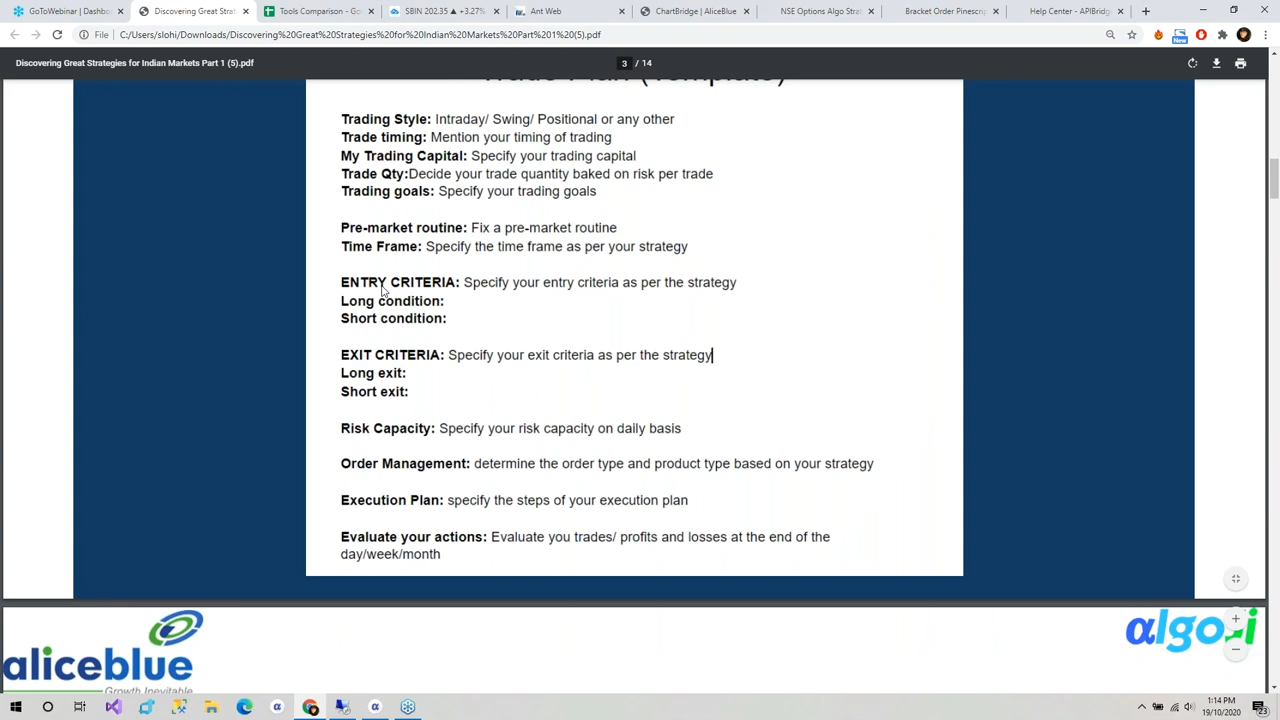 GoToWebinar | Dashbo
Discovering Great Strate
Tools Comparison - Go
SBIN 202.35 ▲ +3.27%
Ant Web
ChartBridge | AliceBlue
NSE Options Algo Strat
Bracket Order Pinescrip
Help Center - APIBridg
File | C:/Users/slohi/Downloads/Discovering%20Great%20Strategies%20for%20Indian%20Markets%20Part%201%20(5).pdf
New
Discovering Great Strategies for Indian Markets Part 1 (5).pdf
3 / 14
Trade Plan (Template)
Trading Style: Intraday/ Swing/ Positional or any other
Trade timing: Mention your timing of trading
My Trading Capital: Specify your trading capital
Trade Qty:Decide your trade quantity baked on risk per trade
Trading goals: Specify your trading goals
Pre-market routine: Fix a pre-market routine
Time Frame: Specify the time frame as per your strategy
ENTRY CRITERIA: Specify your entry criteria as per the strategy
Long condition:
Short condition:
EXIT CRITERIA: Specify your exit criteria as per the strategy
Long exit:
Short exit:
Risk Capacity: Specify your risk capacity on daily basis
Order Management: determine the order type and product type based on your strategy
Execution Plan: specify the steps of your execution plan
Evaluate your actions: Evaluate you trades/ profits and losses at the end of the
day/week/month
aliceblue
Growth Inevitable
1:14 PM
19/10/2020
23